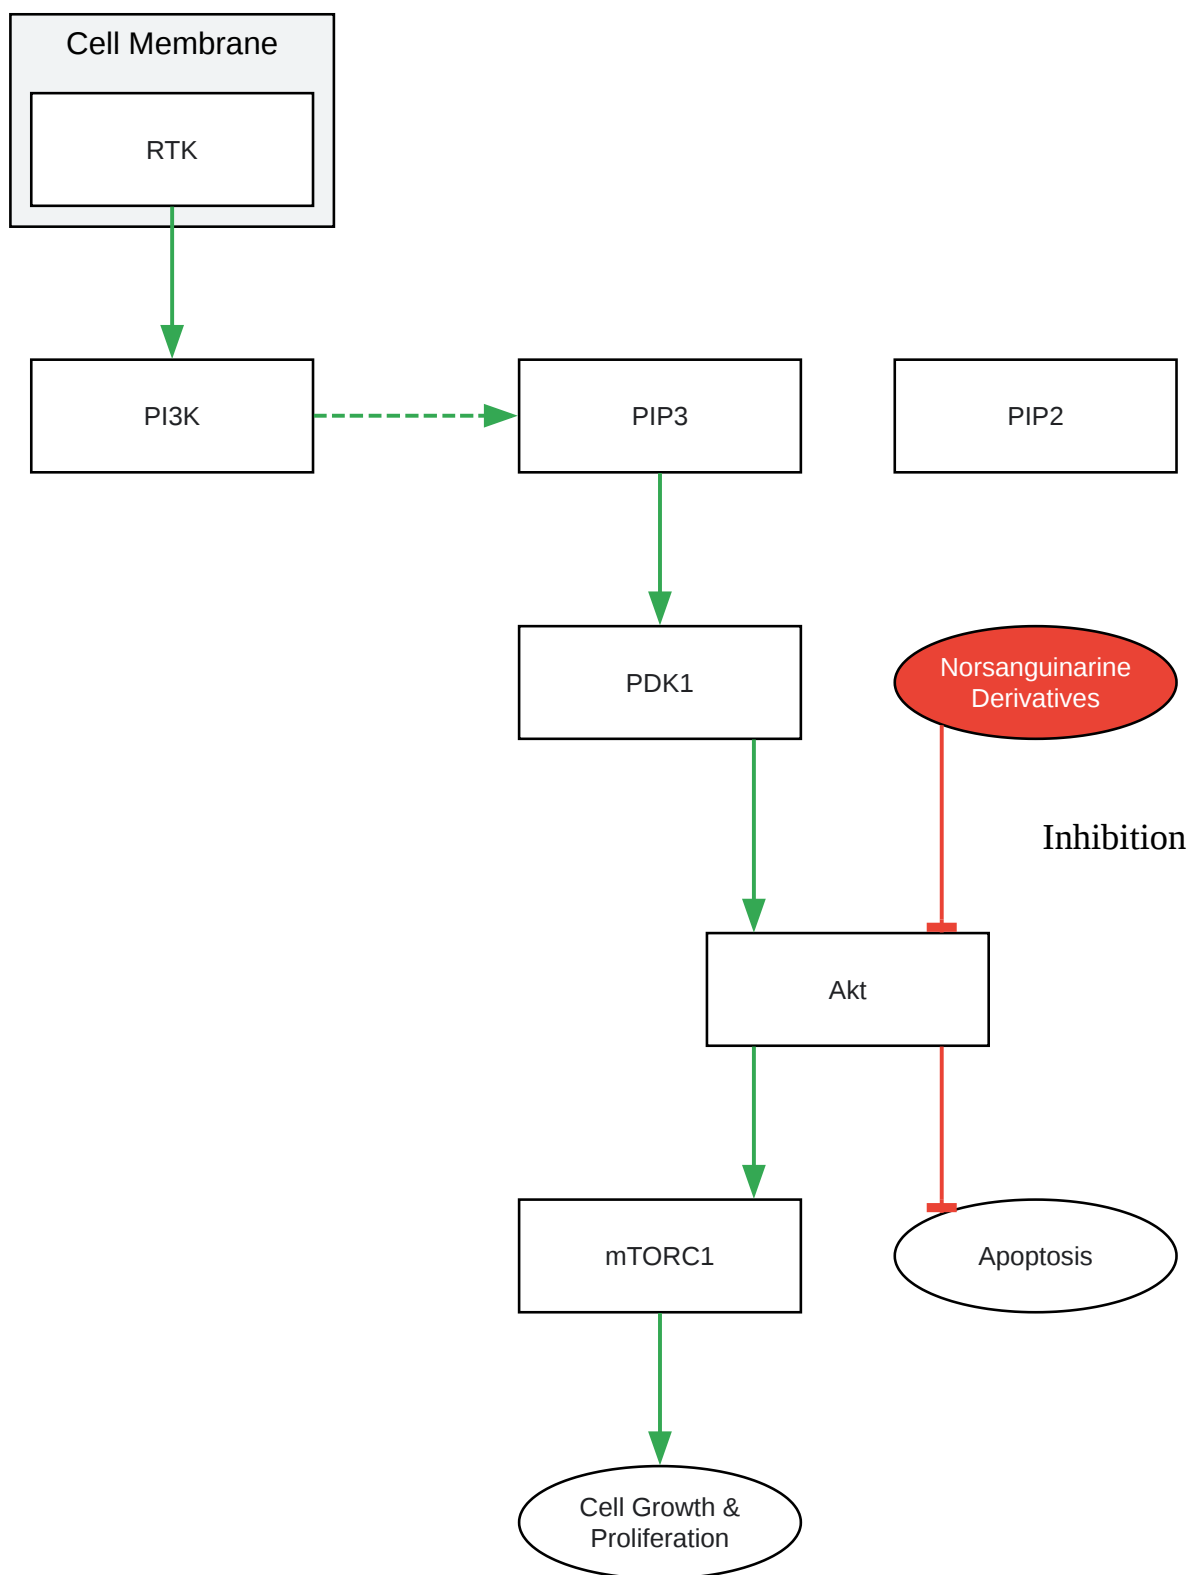 Cell Membrane
RTK
PI3K
PIP3
PIP2
PDK1
Norsanguinarine
Derivatives
Inhibition
Akt
mTORC1
Apoptosis
Cell Growth &
Proliferation